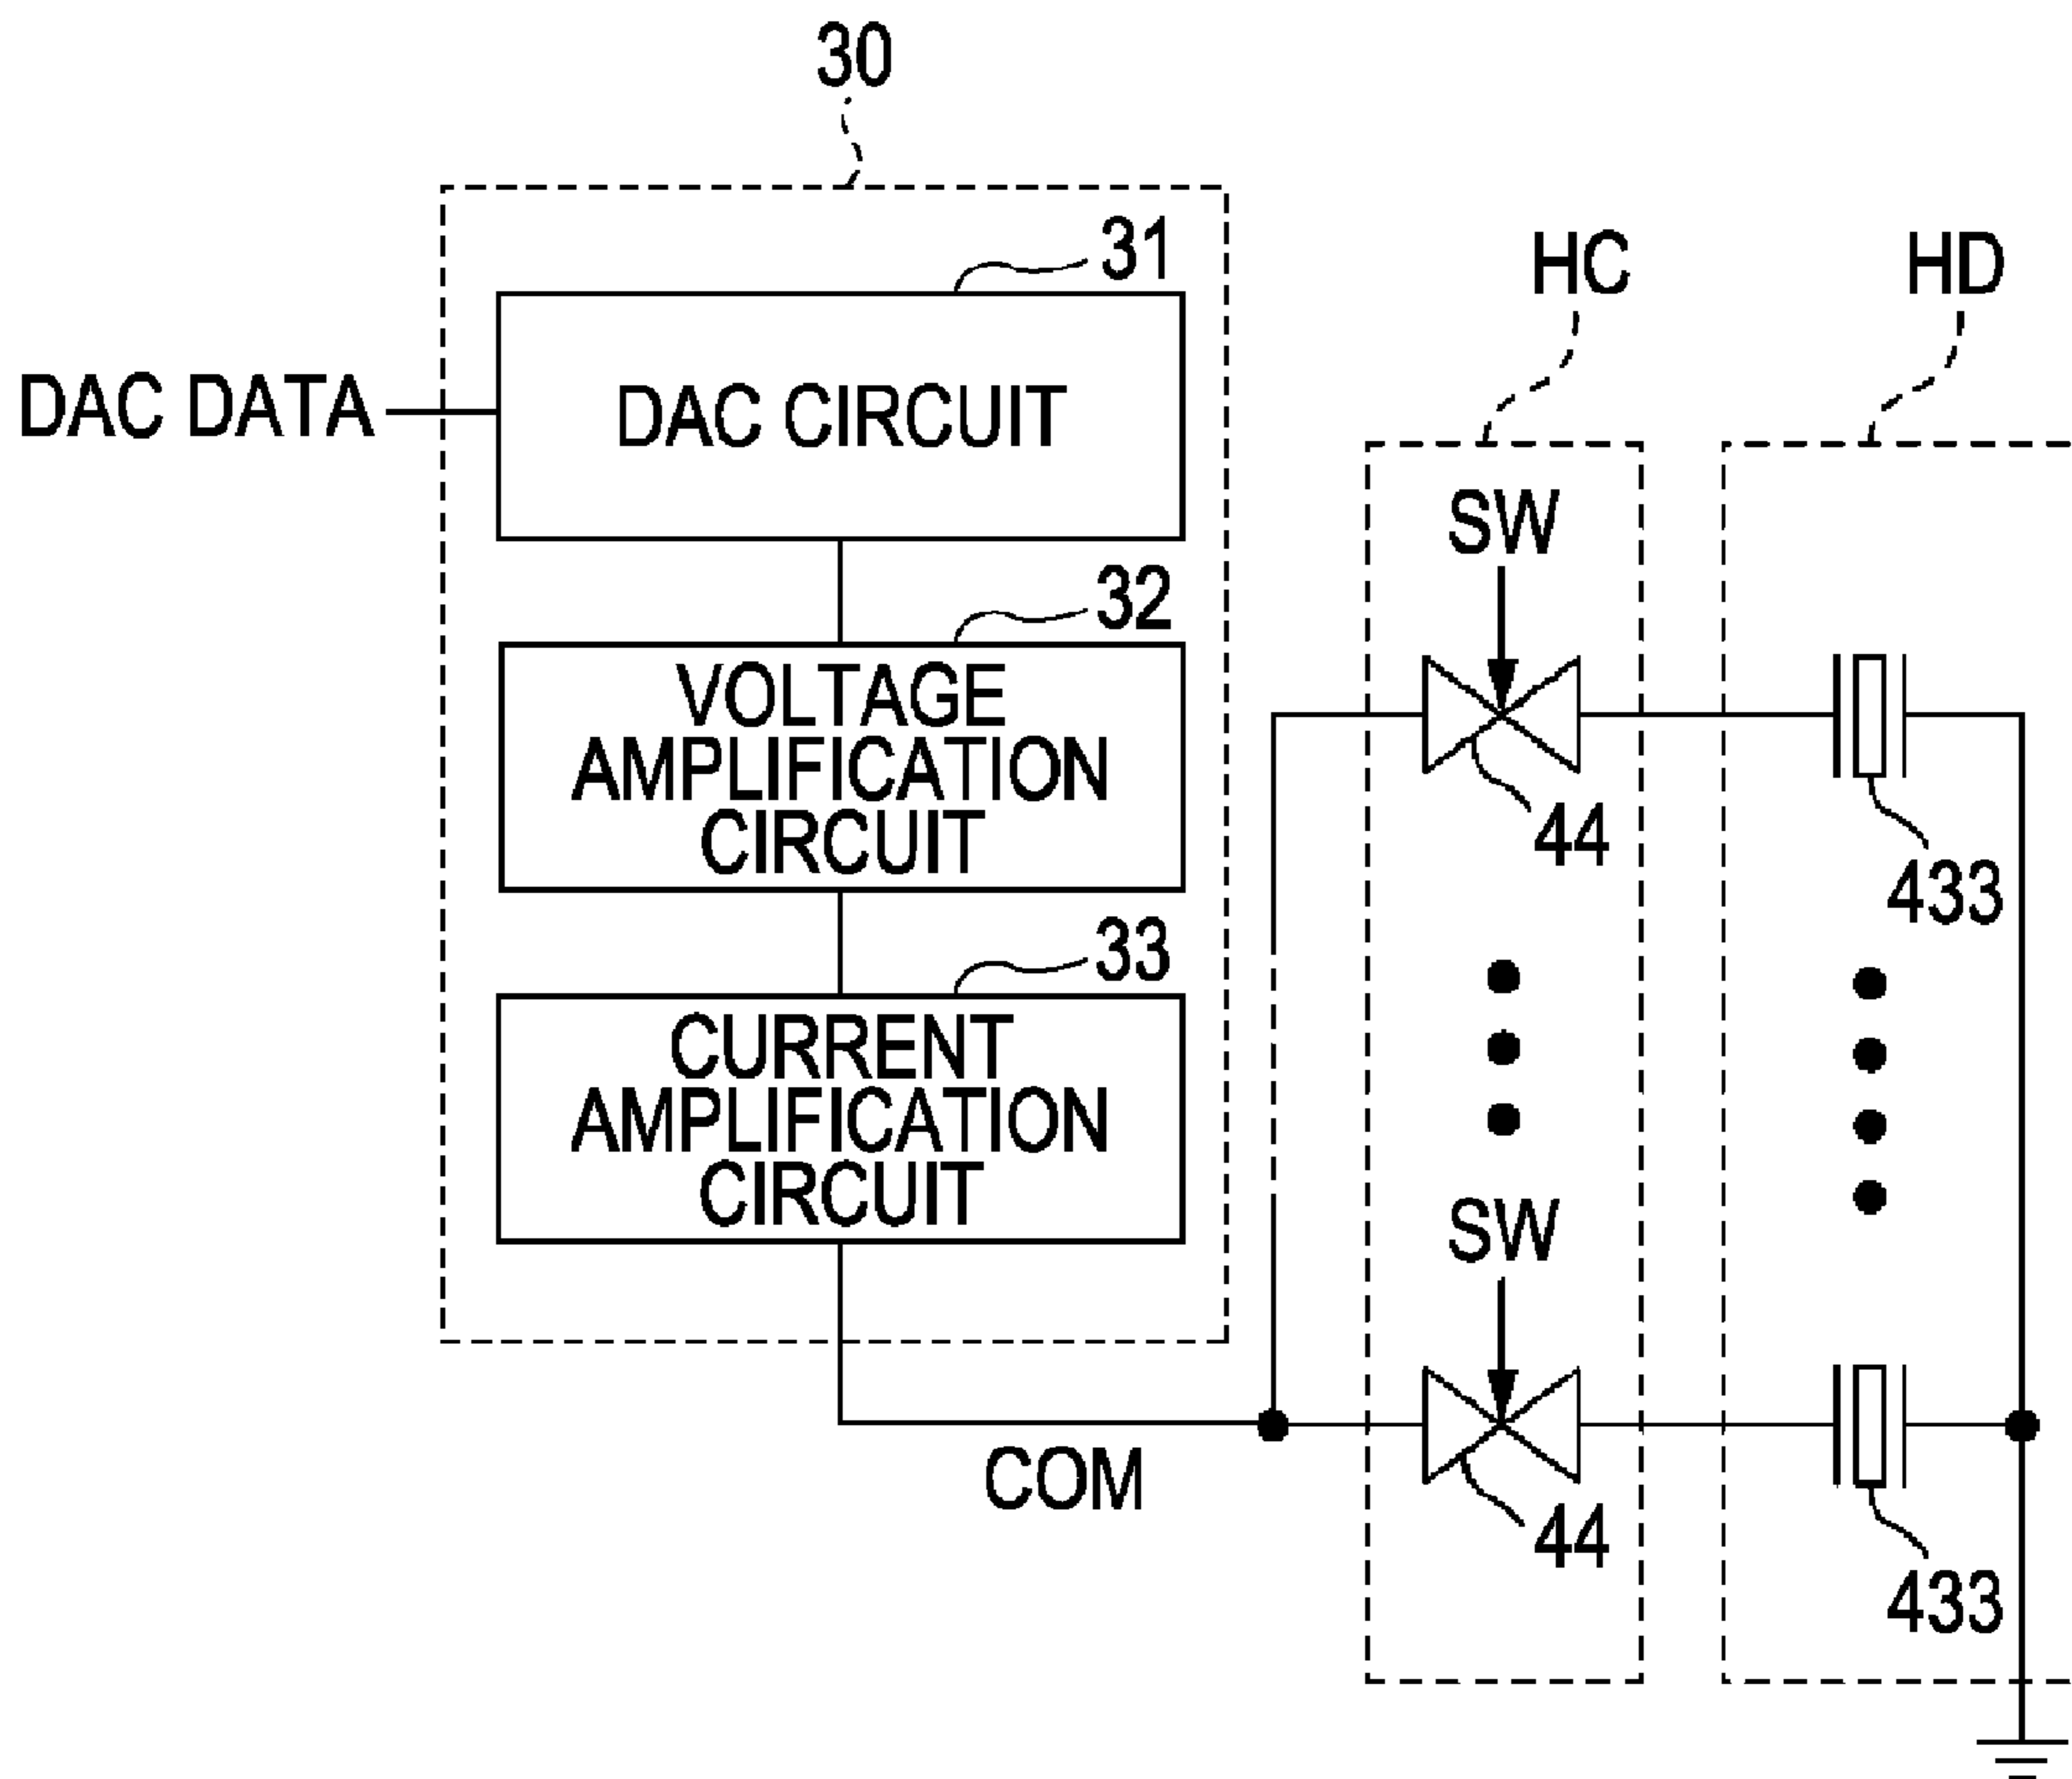 30
31
HC
HD
DAC DATA
DAC CIRCUIT
SW
32
VOLTAGE
AMPLIFICATION
CIRCUIT
44
433
33
CURRENT
AMPLIFICATION
CIRCUIT
SW
COM
44
433